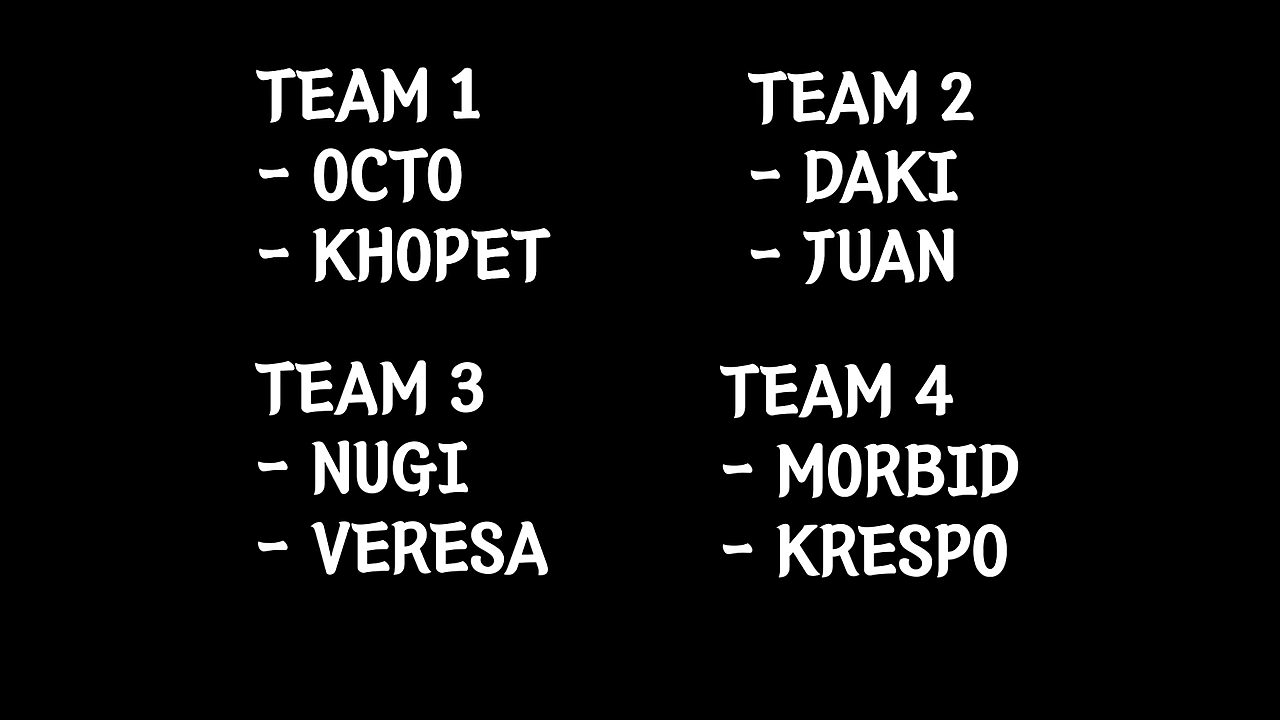 TEAM 1
- OCTO
- KHOPET
TEAM 2
- DAKI
- JUAN
TEAM 3
- NUGI
- VERESA
TEAM 4
- MORBID
- KRESPO